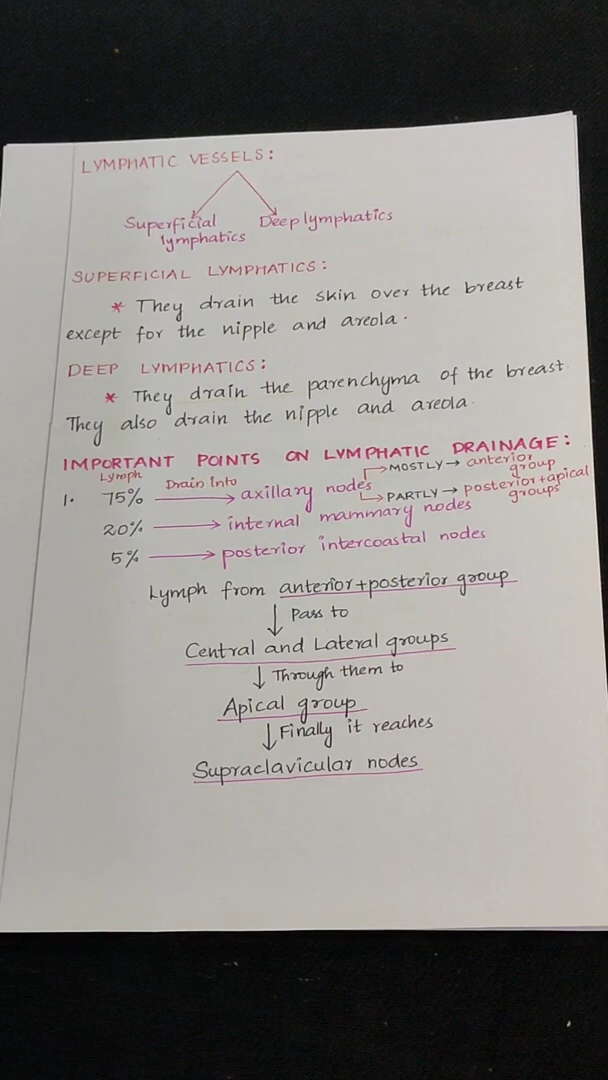 LYMPHATIC VESSELS:
Superficial lymphatics
Deep lymphatics
SUPERFICIAL LYMPHATICS:
* They drain the skin over the breast
except for the nipple and areola.
DEEP LYMPHATICS:
* They drain the parenchyma of the breast.
They also drain the nipple and areola.
IMPORTANT POINTS ON LYMPHATIC DRAINAGE:
Lymph Drain into
1. 75% → axillary nodes
→ MOSTLY → anterior group
→ PARTLY → posterior + apical groups
20% → internal mammary nodes
5% → posterior intercoastal nodes
Lymph from anterior + posterior group
↓ Pass to
Central and Lateral groups
↓ Through them to
Apical group
↓ Finally it reaches
Supraclavicular nodes